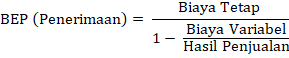 BEP (Penerimaan) = Biaya Tetap
1 − Biaya Variabel
Hasil Penjualan